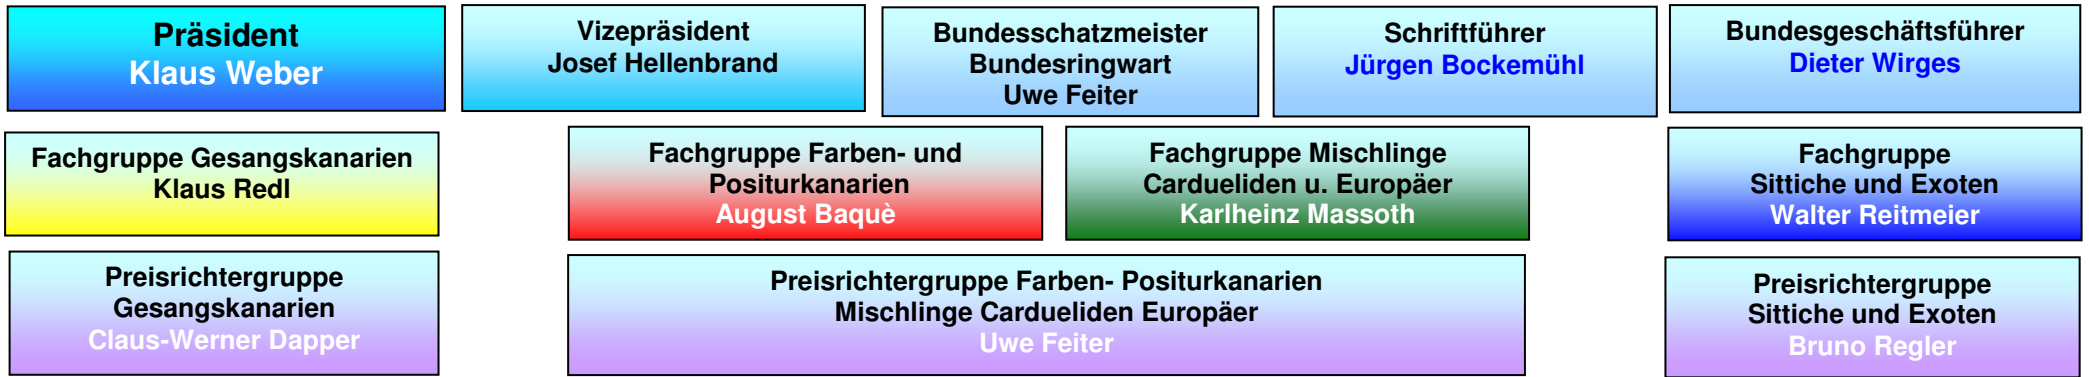 Präsident
Klaus Weber
Vizepräsident
Josef Hellenbrand
Bundesschatzmeister
Bundesringwart
Uwe Feiter
Schriftführer
Jürgen Bockemühl
Bundesgeschäftsführer
Dieter Wirges
Fachgruppe Gesangskanarien
Klaus Redl
Fachgruppe Farben- und
Positurkanarien
August Baquè
Fachgruppe Mischlinge
Cardueliden u. Europäer
Karlheinz Massoth
Fachgruppe
Sittiche und Exoten
Walter Reitmeier
Preisrichtergruppe
Gesangskanarien
Claus-Werner Dapper
Preisrichtergruppe Farben- Positurkanarien
Mischlinge Cardueliden Europäer
Uwe Feiter
Preisrichtergruppe
Sittiche und Exoten
Bruno Regler